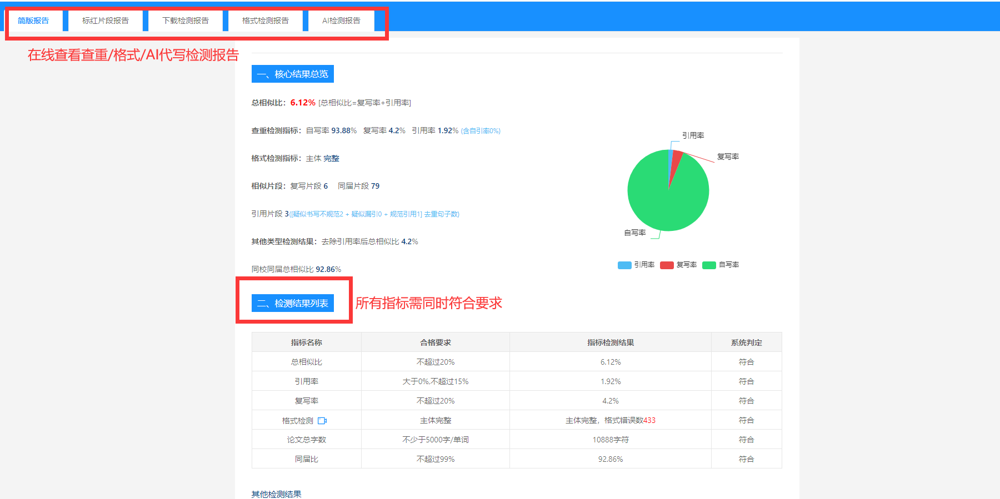 简版报告 标红片段报告 下载检测报告 格式检测报告 AI检测报告
在线查看查重/格式/AI代写检测报告
一、核心结果总览
总相似比：6.12% [总相似比=复写率+引用率]
查重检测指标：自写率 93.88% 复写率 4.2% 引用率 1.92% (含自引率0%)
格式检测指标：主体 完整
相似片段：复写片段 6 同届片段 79
引用片段 3([疑似书写不规范2 + 疑似漏引0 + 规范引用1] 去重句子数)
其他类型检测结果：去除引用率后总相似比 4.2%
同校同届总相似比 92.86%
引用率
复写率
自写率
引用率 复写率 自写率
二、检测结果列表
所有指标需同时符合要求
指标名称 合格要求 指标检测结果 系统判定
总相似比 不超过20% 6.12% 符合
引用率 大于0%,不超过15% 1.92% 符合
复写率 不超过20% 4.2% 符合
格式检测 主体完整 主体完整，格式错误数433 符合
论文总字数 不少于5000字/单词 10888字符 符合
同届比 不超过99% 92.86% 符合
其他检测结果